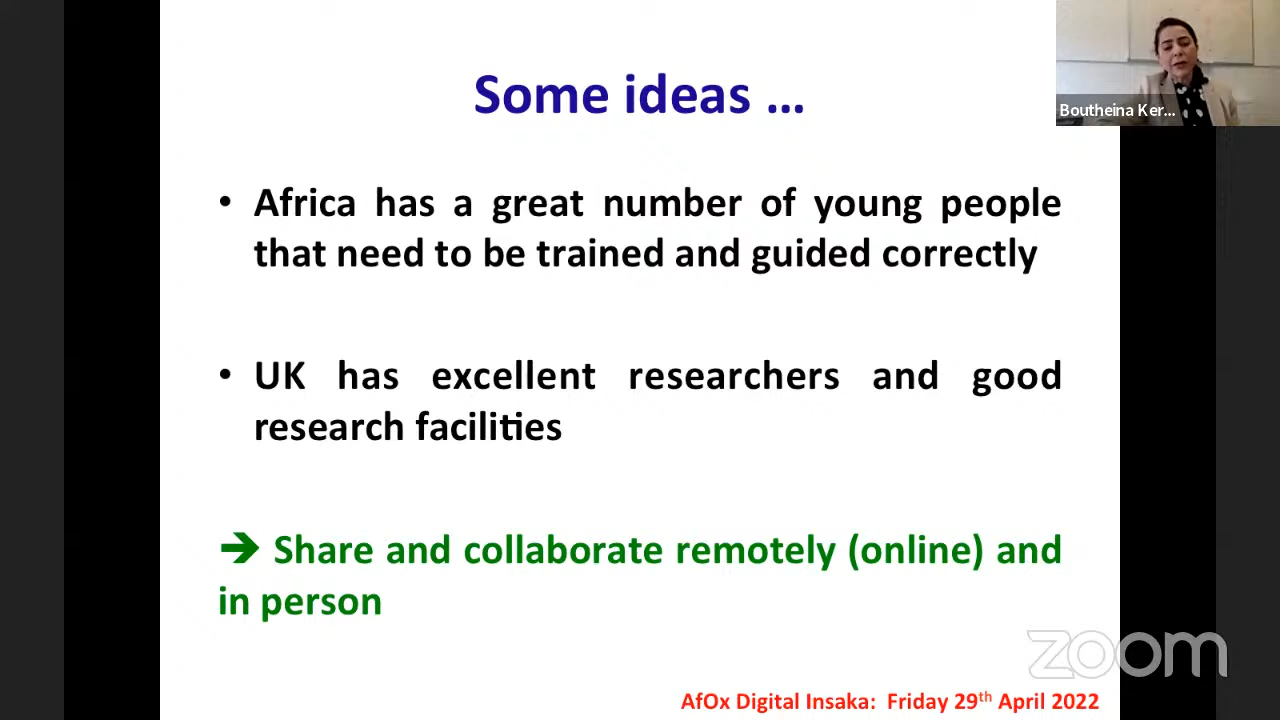 Some ideas ...
Boutheina Ker...
• Africa has a great number of young people
that need to be trained and guided correctly
• UK has excellent researchers and good
research facilities
➔ Share and collaborate remotely (online) and
in person
zoom
AfOx Digital Insaka: Friday 29th April 2022